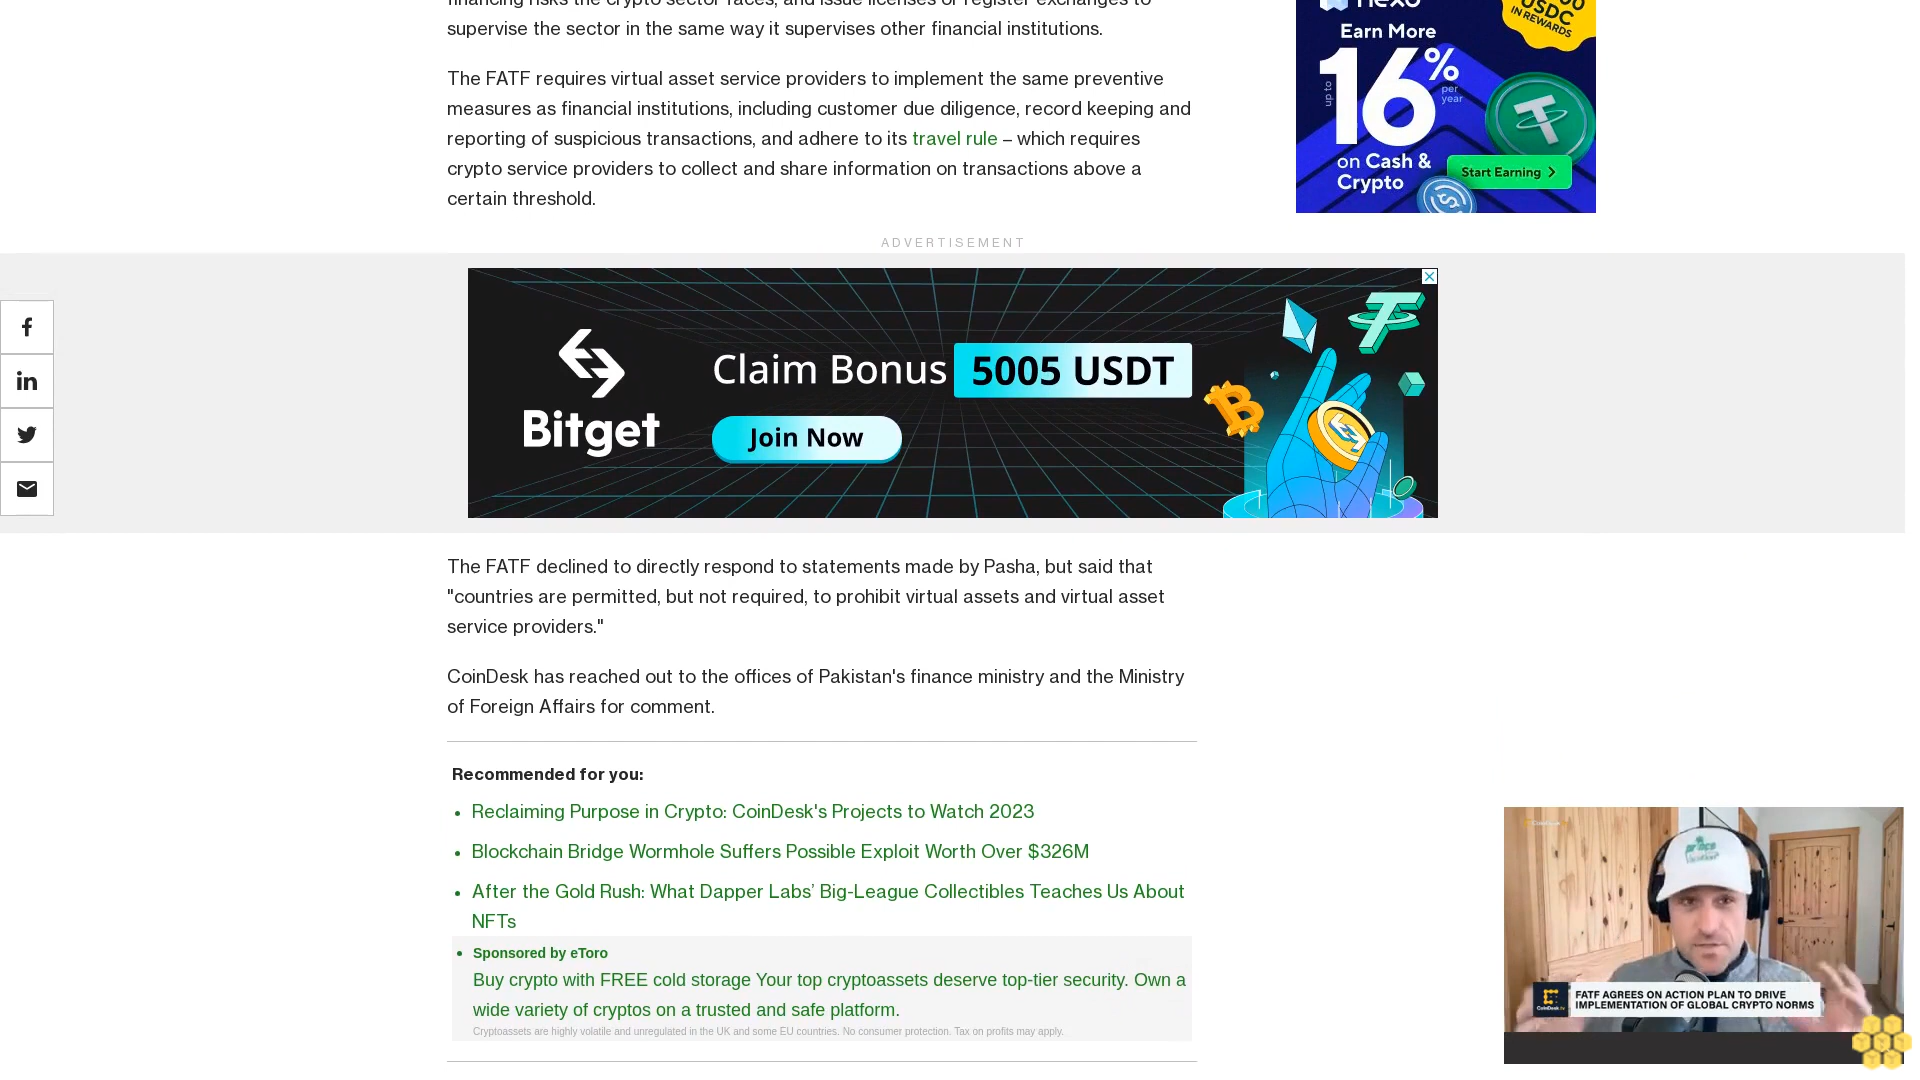 financing risks the crypto sector faces, and issue licenses or register exchanges to
supervise the sector in the same way it supervises other financial institutions.
The FATF requires virtual asset service providers to implement the same preventive
measures as financial institutions, including customer due diligence, record keeping and
reporting of suspicious transactions, and adhere to its travel rule – which requires
crypto service providers to collect and share information on transactions above a
certain threshold.
nexo
USDC
IN REWARDS
Earn More
up to
16%
per
year
on Cash &
Crypto
Start Earning
ADVERTISEMENT
Bitget
Claim Bonus 5005 USDT
Join Now
The FATF declined to directly respond to statements made by Pasha, but said that
"countries are permitted, but not required, to prohibit virtual assets and virtual asset
service providers."
CoinDesk has reached out to the offices of Pakistan's finance ministry and the Ministry
of Foreign Affairs for comment.
Recommended for you:
• Reclaiming Purpose in Crypto: CoinDesk's Projects to Watch 2023
• Blockchain Bridge Wormhole Suffers Possible Exploit Worth Over $326M
• After the Gold Rush: What Dapper Labs’ Big-League Collectibles Teaches Us About
NFTs
• Sponsored by eToro
Buy crypto with FREE cold storage Your top cryptoassets deserve top-tier security. Own a
wide variety of cryptos on a trusted and safe platform.
Cryptoassets are highly volatile and unregulated in the UK and some EU countries. No consumer protection. Tax on profits may apply.
CoinDesk
CoinDesk.tv
FATF AGREES ON ACTION PLAN TO DRIVE
IMPLEMENTATION OF GLOBAL CRYPTO NORMS